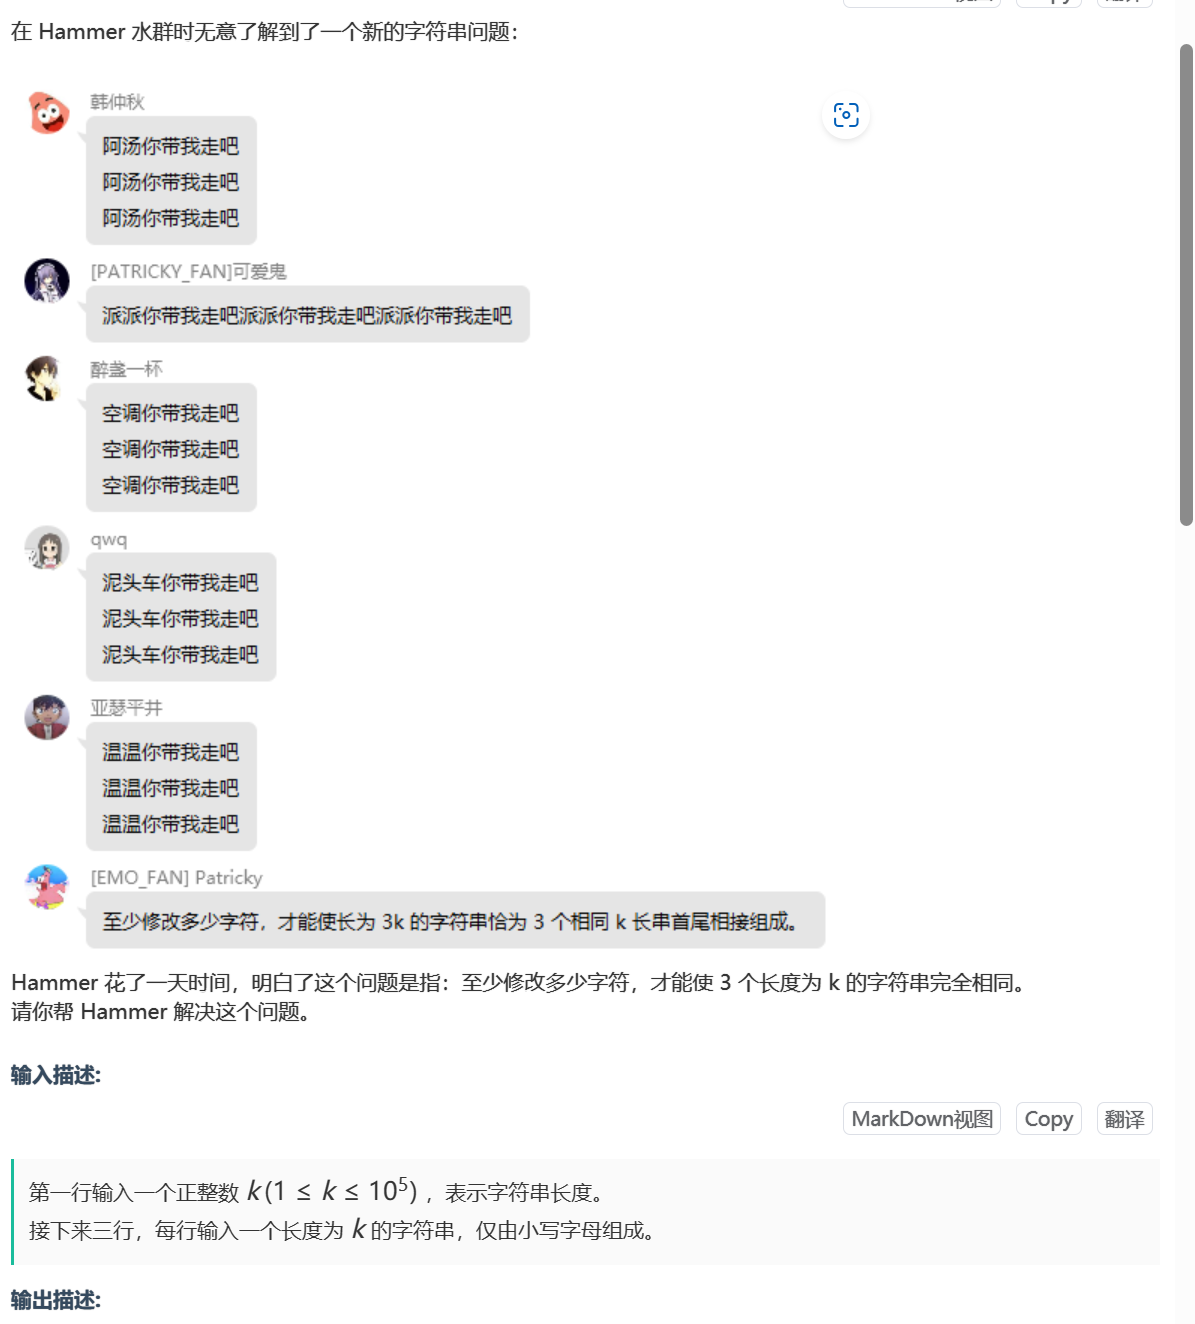 在 Hammer 水群时无意了解到了一个新的字符串问题：
韩仲秋
阿汤你带我走吧
阿汤你带我走吧
阿汤你带我走吧
[PATRICKY_FAN]可爱鬼
派派你带我走吧派派你带我走吧派派你带我走吧
醉盏一杯
空调你带我走吧
空调你带我走吧
空调你带我走吧
qwq
泥头车你带我走吧
泥头车你带我走吧
泥头车你带我走吧
亚瑟平井
温温你带我走吧
温温你带我走吧
温温你带我走吧
[EMO_FAN] Patricky
至少修改多少字符，才能使长为 3k 的字符串恰为 3 个相同 k 长串首尾相接组成。
Hammer 花了一天时间，明白了这个问题是指：至少修改多少字符，才能使 3 个长度为 k 的字符串完全相同。
请你帮 Hammer 解决这个问题。
输入描述:
MarkDown视图 Copy 翻译
第一行输入一个正整数 k(1 ≤ k ≤ 10⁵) ，表示字符串长度。
接下来三行，每行输入一个长度为 k 的字符串，仅由小写字母组成。
输出描述: